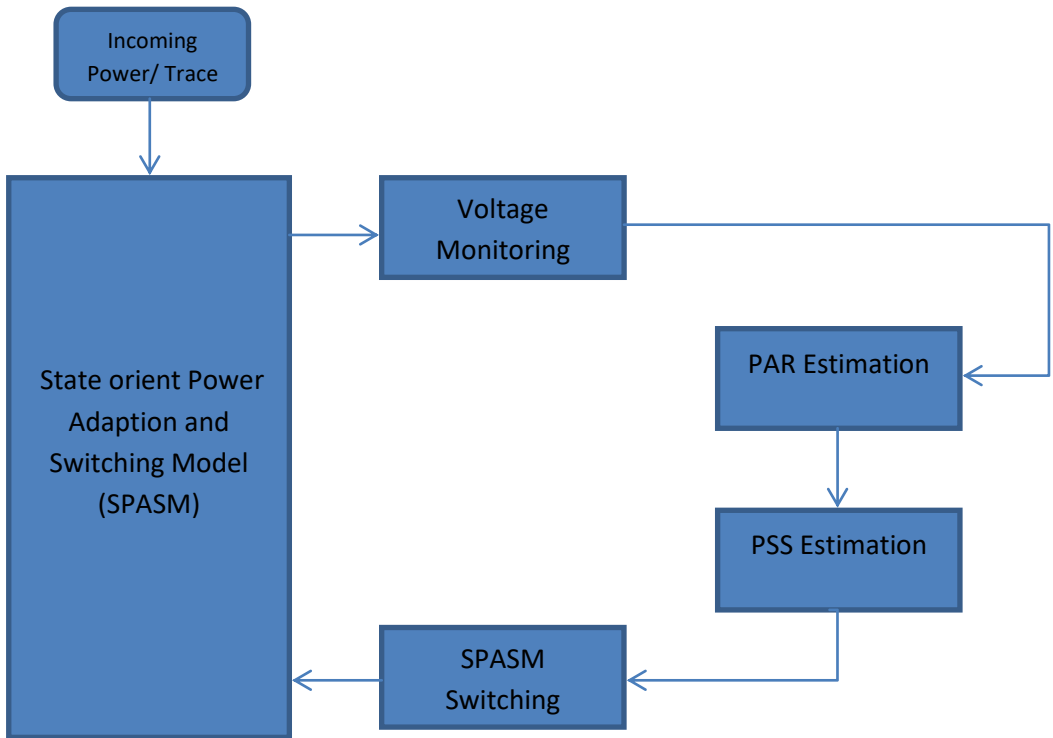 Incoming
Power/ Trace
Voltage
Monitoring
PAR Estimation
State orient Power
Adaption and
Switching Model
(SPASM)
PSS Estimation
SPASM
Switching